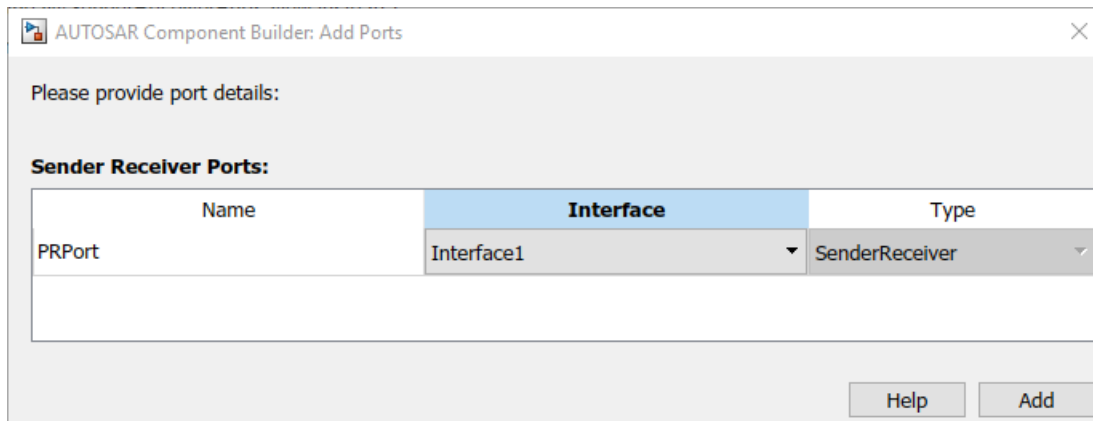 AUTOSAR Component Builder: Add Ports
Please provide port details:
Sender Receiver Ports:
Name Interface Type
PRPort Interface1 SenderReceiver
Help Add